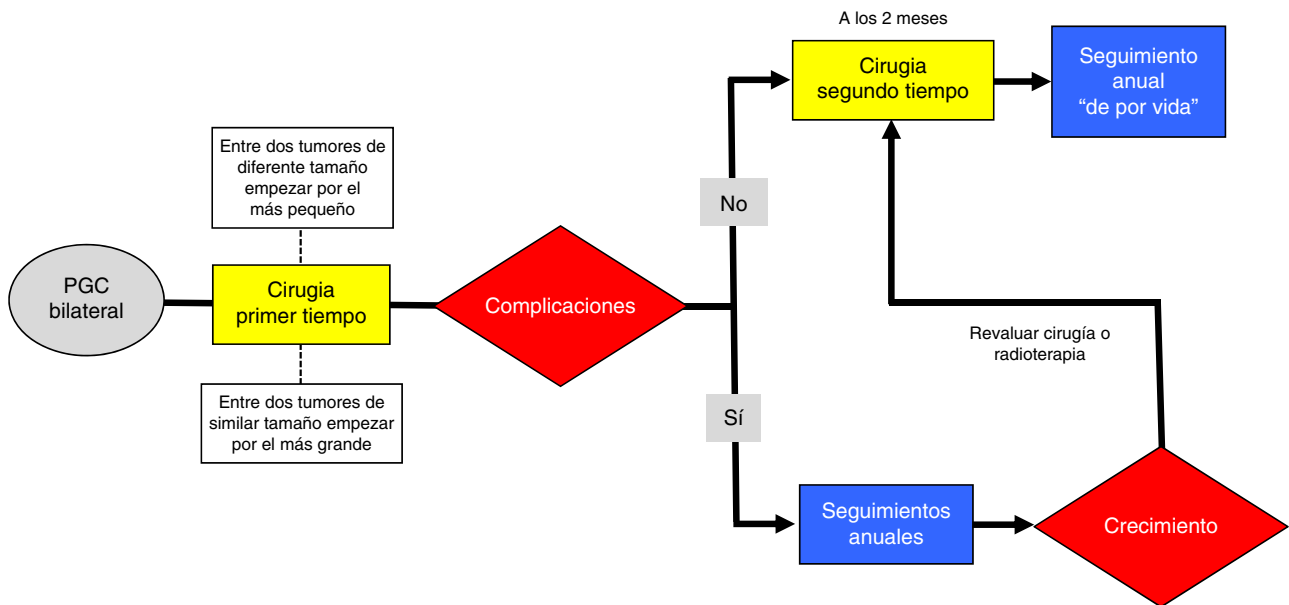 PGC
bilateral
Entre dos tumores de
diferente tamaño
empezar por el
más pequeño
Cirugia
primer tiempo
Entre dos tumores de
similar tamaño empezar
por el más grande
Complicaciones
No
Sí
A los 2 meses
Cirugia
segundo tiempo
Seguimiento
anual
“de por vida”
Seguimientos
anuales
Crecimiento
Revaluar cirugía o
radioterapia